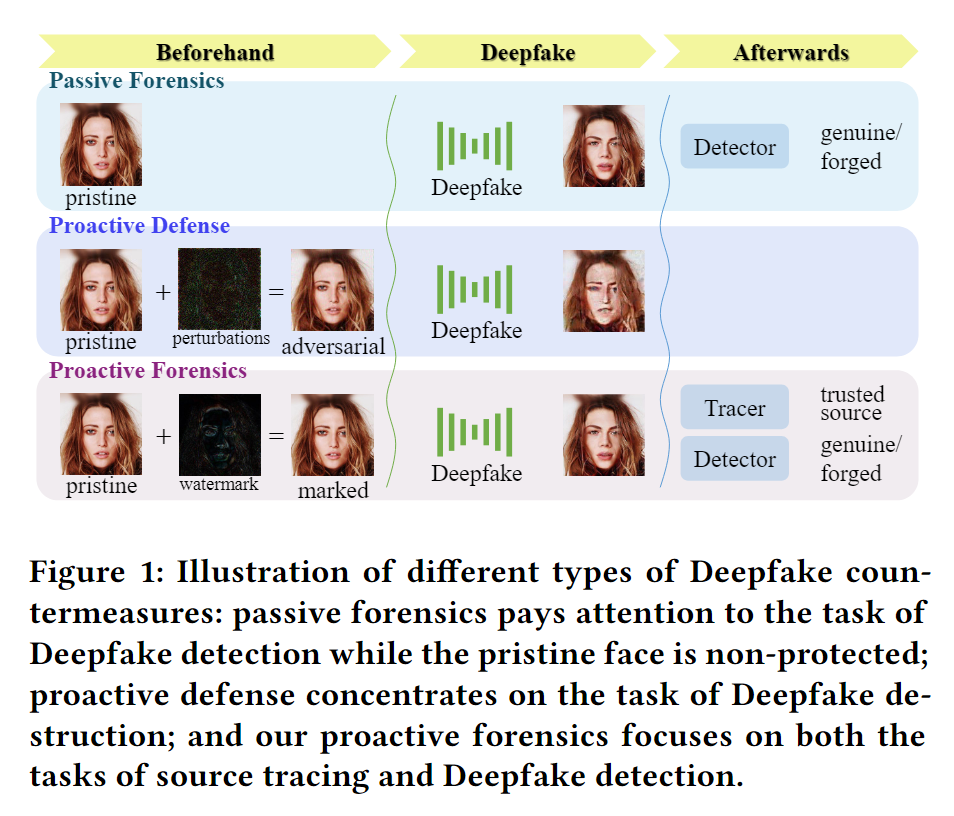 Beforehand Deepfake Afterwards
Passive Forensics
pristine
Deepfake
Detector
genuine/
forged
Proactive Defense
+ =
pristine
perturbations
adversarial
Deepfake
Proactive Forensics
+ =
pristine
watermark
marked
Deepfake
Tracer
trusted
source
Detector
genuine/
forged
Figure 1: Illustration of different types of Deepfake coun-
termeasures: passive forensics pays attention to the task of
Deepfake detection while the pristine face is non-protected;
proactive defense concentrates on the task of Deepfake de-
struction; and our proactive forensics focuses on both the
tasks of source tracing and Deepfake detection.